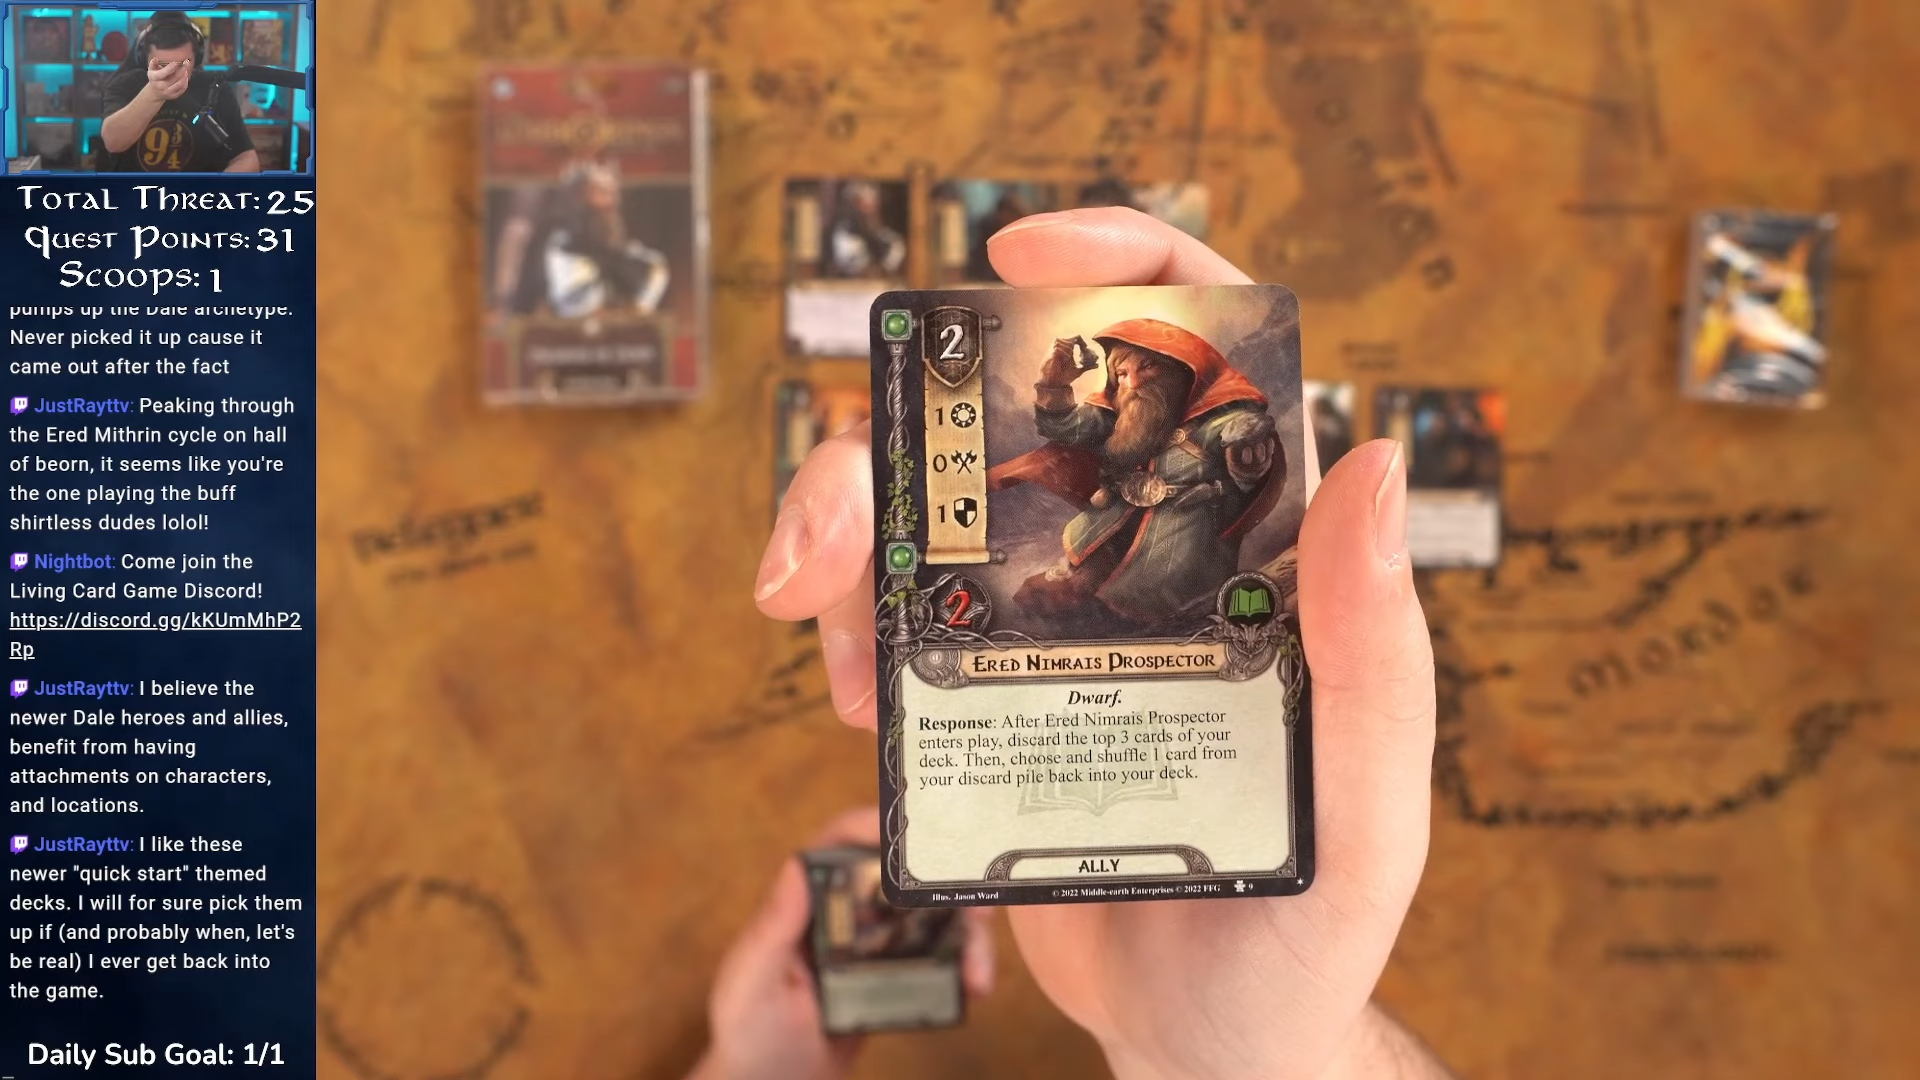 Total Threat: 25
Quest Points: 31
Scoops: 1
pumps up the Dale archetype.
Never picked it up cause it
came out after the fact
JustRayttv: Peaking through
the Ered Mithrin cycle on hall
of beorn, it seems like you're
the one playing the buff
shirtless dudes lolol!
Nightbot: Come join the
Living Card Game Discord!
https://discord.gg/kKUmMhP2
Rp
JustRayttv: I believe the
newer Dale heroes and allies,
benefit from having
attachments on characters,
and locations.
JustRayttv: I like these
newer "quick start" themed
decks. I will for sure pick them
up if (and probably when, let's
be real) I ever get back into
the game.
Daily Sub Goal: 1/1
9 3/4
2
1
0
1
2
Ered Nimrais Prospector
Dwarf.
Response: After Ered Nimrais Prospector
enters play, discard the top 3 cards of your
deck. Then, choose and shuffle 1 card from
your discard pile back into your deck.
ALLY
Illus. Jason Ward
© 2022 Middle-earth Enterprises © 2022 FFG
9
MORDOR